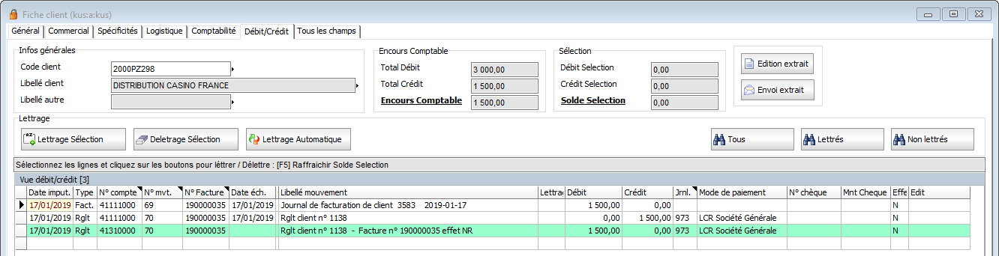 Fiche client (kus:a:kus)
Général Commercial Spécificités Logistique Comptabilité Débit/Crédit Tous les champs
Infos générales
Code client 2000PZ298
Libellé client DISTRIBUTION CASINO FRANCE
Libellé autre
Encours Comptable
Total Débit 3 000,00
Total Crédit 1 500,00
Encours Comptable 1 500,00
Sélection
Débit Selection 0,00
Crédit Selection 0,00
Solde Selection 0,00
Edition extrait
Envoi extrait
Lettrage
Lettrage Sélection Deletrage Sélection Lettrage Automatique Tous Lettrés Non lettrés
Sélectionnez les lignes et cliquez sur les boutons pour léttrer / Délettre : [F5] Raffraichir Solde Selection
Vue débit/crédit [3]
Date imput. Type N° compte N° mvt. N° Facture Date éch. Libellé mouvement Lettrag Débit Crédit Jrnl. Mode de paiement N° chèque Mnt Cheque Effe Edit
17/01/2019 Fact. 41111000 69 190000035 17/01/2019 Journal de facturation de client 3583 2019-01-17 1 500,00 0,00 N
17/01/2019 Rglt 41111000 70 190000035 17/01/2019 Rglt client n° 1138 0,00 1 500,00 973 LCR Société Générale N
17/01/2019 Rglt 41310000 70 190000035 Rglt client n° 1138 - Facture n° 190000035 effet NR 1 500,00 0,00 973 LCR Société Générale N